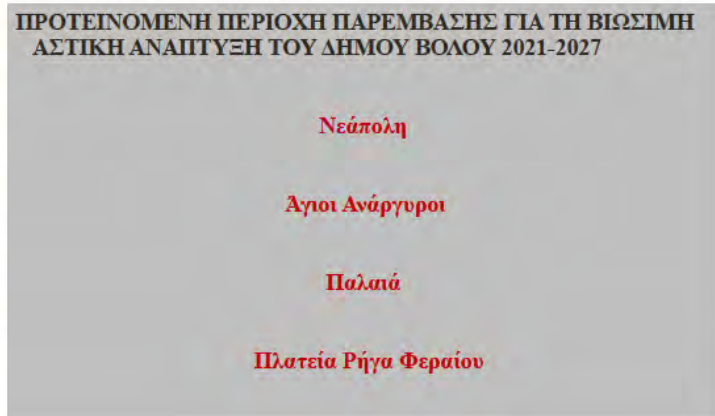 ΠΡΟΤΕΙΝΟΜΕΝΗ ΠΕΡΙΟΧΗ ΠΑΡΕΜΒΑΣΗΣ ΓΙΑ ΤΗ ΒΙΩΣΙΜΗ
ΑΣΤΙΚΗ ΑΝΑΠΤΥΞΗ ΤΟΥ ΔΗΜΟΥ ΒΟΛΟΥ 2021-2027
Νεάπολη
Άγιοι Ανάργυροι
Παλαιά
Πλατεία Ρήγα Φεραίου